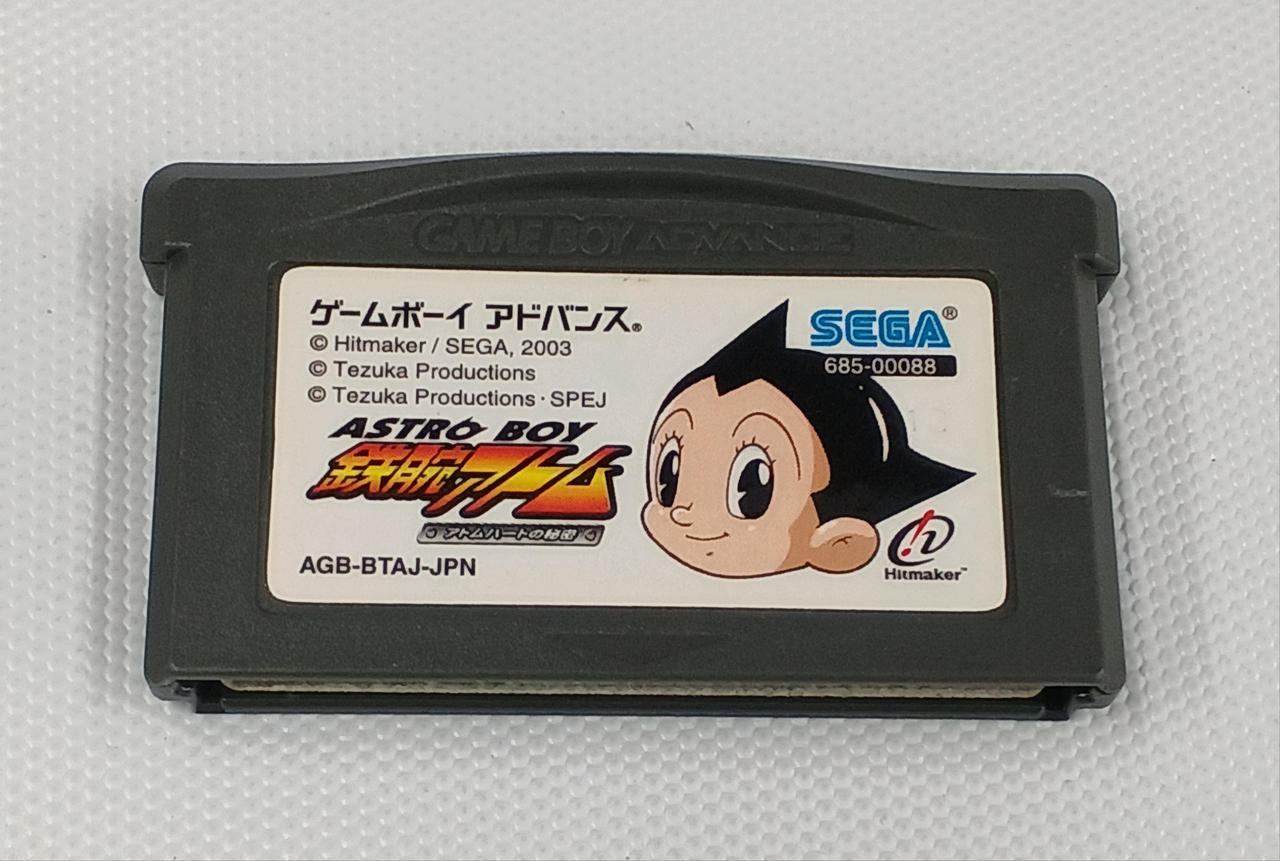 GAME BOY ADVANCE
ゲームボーイ アドバンス®
© Hitmaker / SEGA, 2003
© Tezuka Productions
© Tezuka Productions・SPEJ
SEGA®
685-00088
ASTRO BOY
鉄腕アトム
アトムハートの秘密
AGB-BTAJ-JPN
Hitmaker™